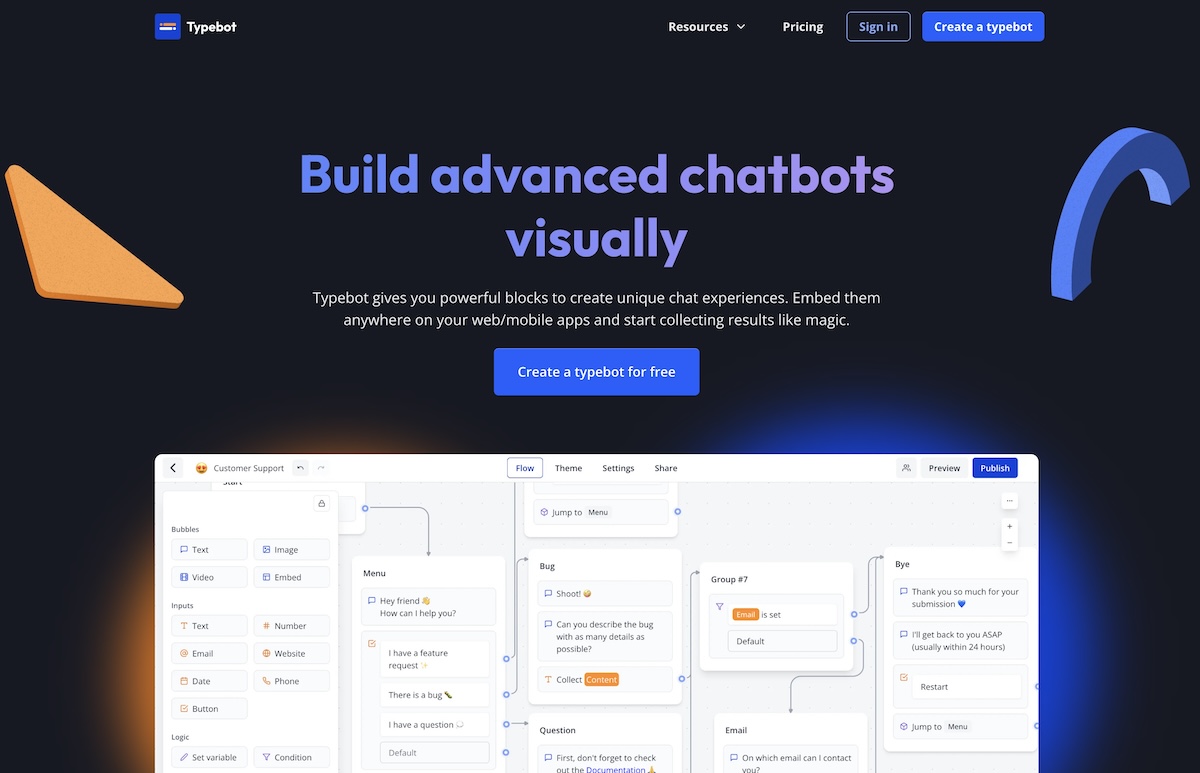 Typebot
Resources
Pricing
Sign in
Create a typebot
Build advanced chatbots
visually
Typebot gives you powerful blocks to create unique chat experiences. Embed them
anywhere on your web/mobile apps and start collecting results like magic.
Create a typebot for free
😍 Customer Support
Flow
Theme
Settings
Share
Preview
Publish
Start
Bubbles
Text
Image
Video
Embed
Inputs
Text
Number
Email
Website
Date
Phone
Button
Logic
Set variable
Condition
Menu
Hey friend 👋
How can I help you?
I have a feature
request ✨
There is a bug 🐛
I have a question 💭
Default
Jump to Menu
Bug
Shoot! 🤪
Can you describe the bug
with as many details as
possible?
Collect Content
Question
First, don't forget to check
out the Documentation 🙏
Group #7
Email is set
Default
Email
On which email can I contact
you?
Bye
Thank you so much for your
submission 💙
I'll get back to you ASAP
(usually within 24 hours)
Restart
Jump to Menu